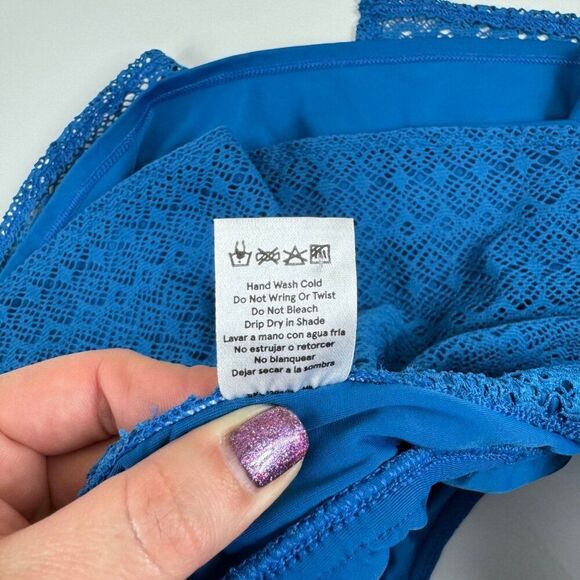 Hand Wash Cold
Do Not Wring Or Twist
Do Not Bleach
Drip Dry in Shade
Lavar a mano con agua fría
No estrujar o retorcer
No blanquear
Dejar secar a la sombra